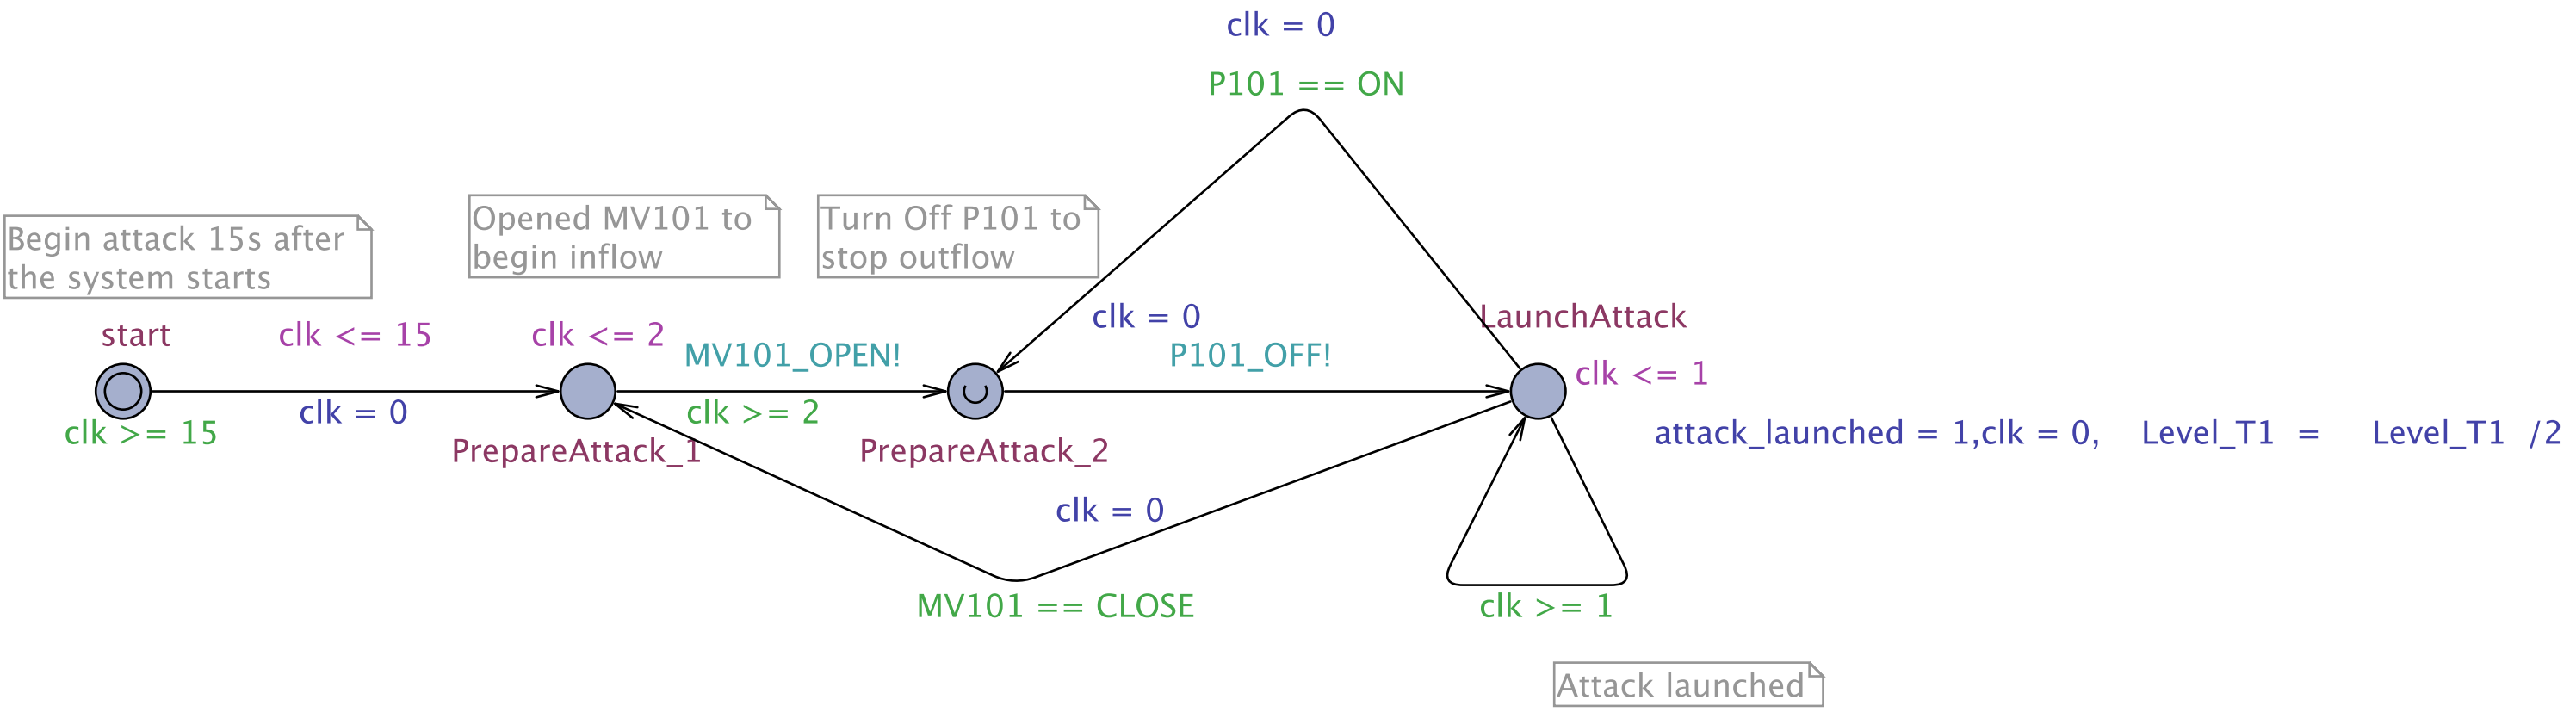 clk = 0
P101 == ON
Begin attack 15s after
the system starts
Opened MV101 to
begin inflow
Turn Off P101 to
stop outflow
start
clk <= 15
clk <= 2
MV101_OPEN!
clk = 0
P101_OFF!
LaunchAttack
clk <= 1
clk >= 15
clk = 0
clk >= 2
PrepareAttack_1
PrepareAttack_2
attack_launched = 1,clk = 0, Level_T1 = Level_T1 /2
clk = 0
MV101 == CLOSE
clk >= 1
Attack launched